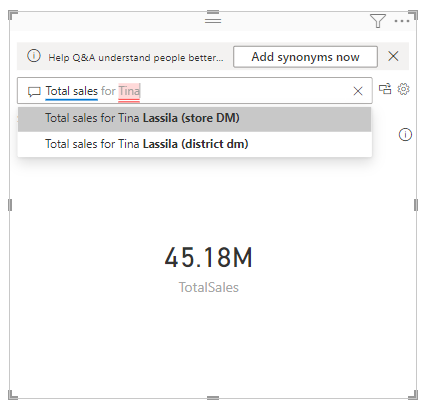 Help Q&A understand people better... Add synonyms now
Total sales for Tina
Total sales for Tina Lassila (store DM)
Total sales for Tina Lassila (district dm)
45.18M
TotalSales